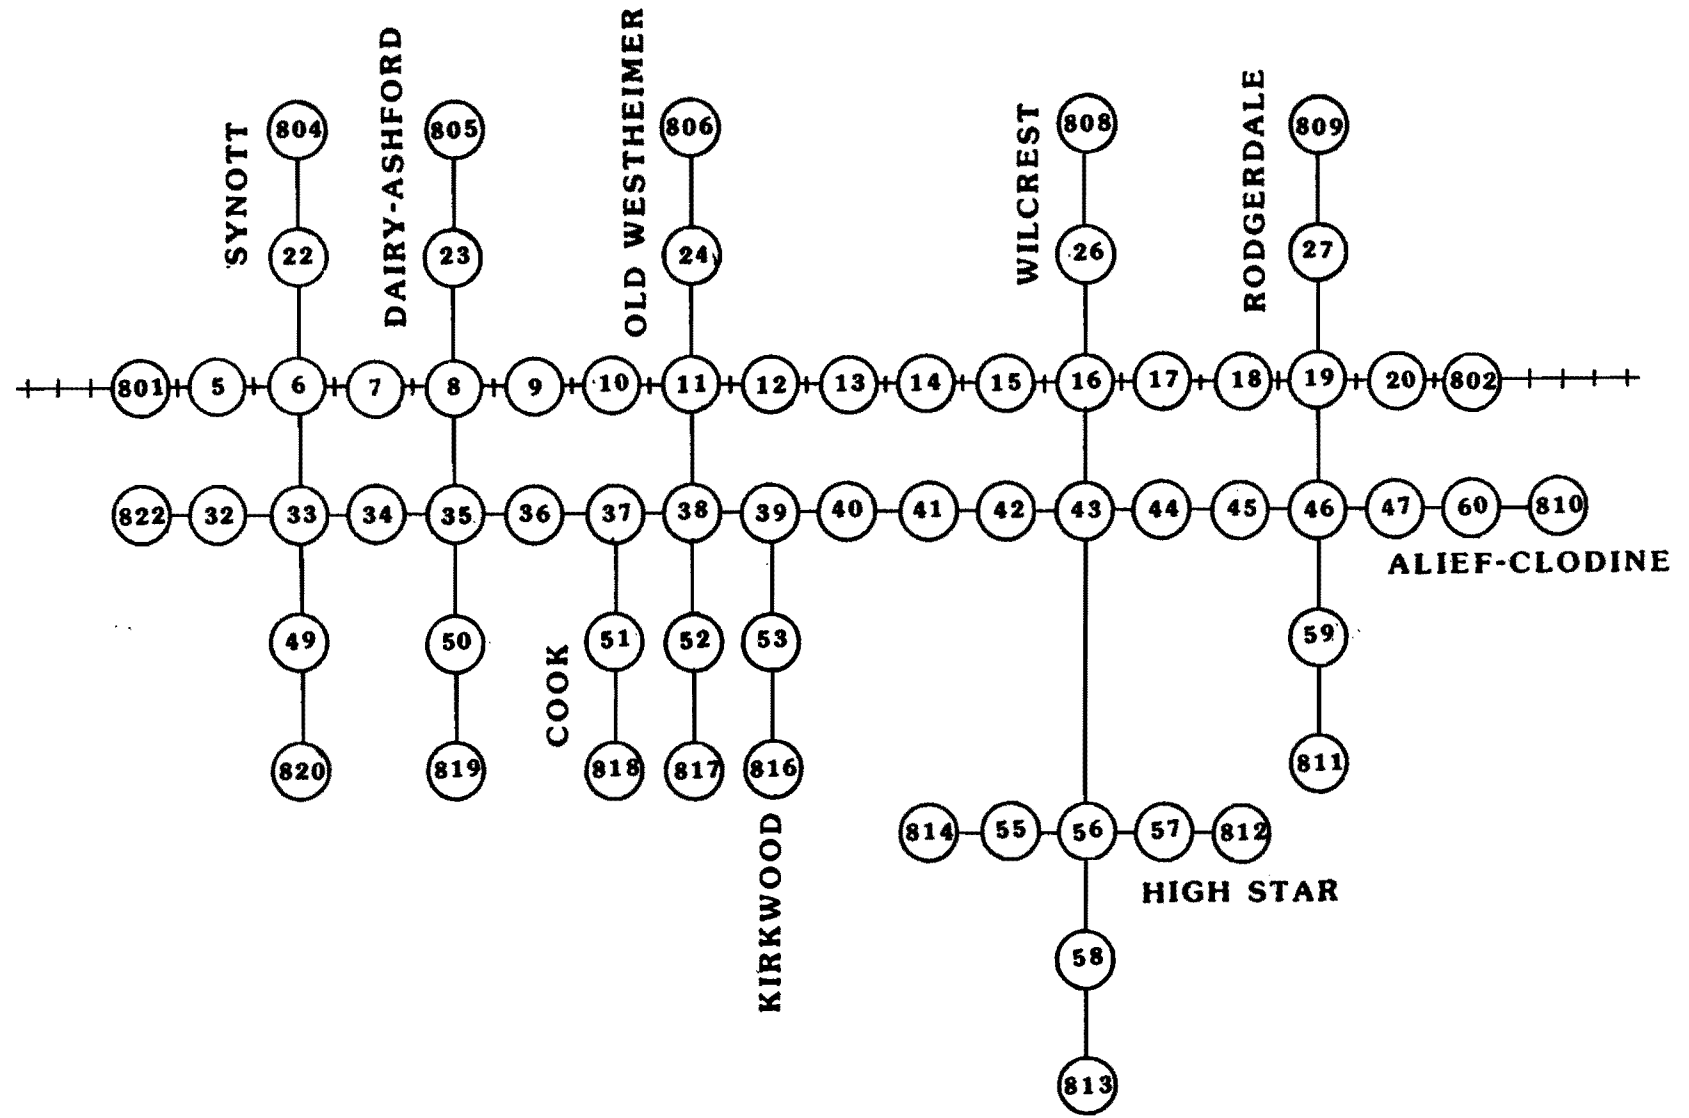 SYNOTT
DAIRY-ASHFORD
OLD WESTHEIMER
WILCREST
RODGERDALE
804 805 806 808 809
22 23 24 26 27
801 5 6 7 8 9 10 11 12 13 14 15 16 17 18 19 20 802
822 32 33 34 35 36 37 38 39 40 41 42 43 44 45 46 47 60 810
ALIEF-CLODINE
49 50 51 52 53 59
COOK
820 819 818 817 816 811
KIRKWOOD
814 55 56 57 812
HIGH STAR
58
813